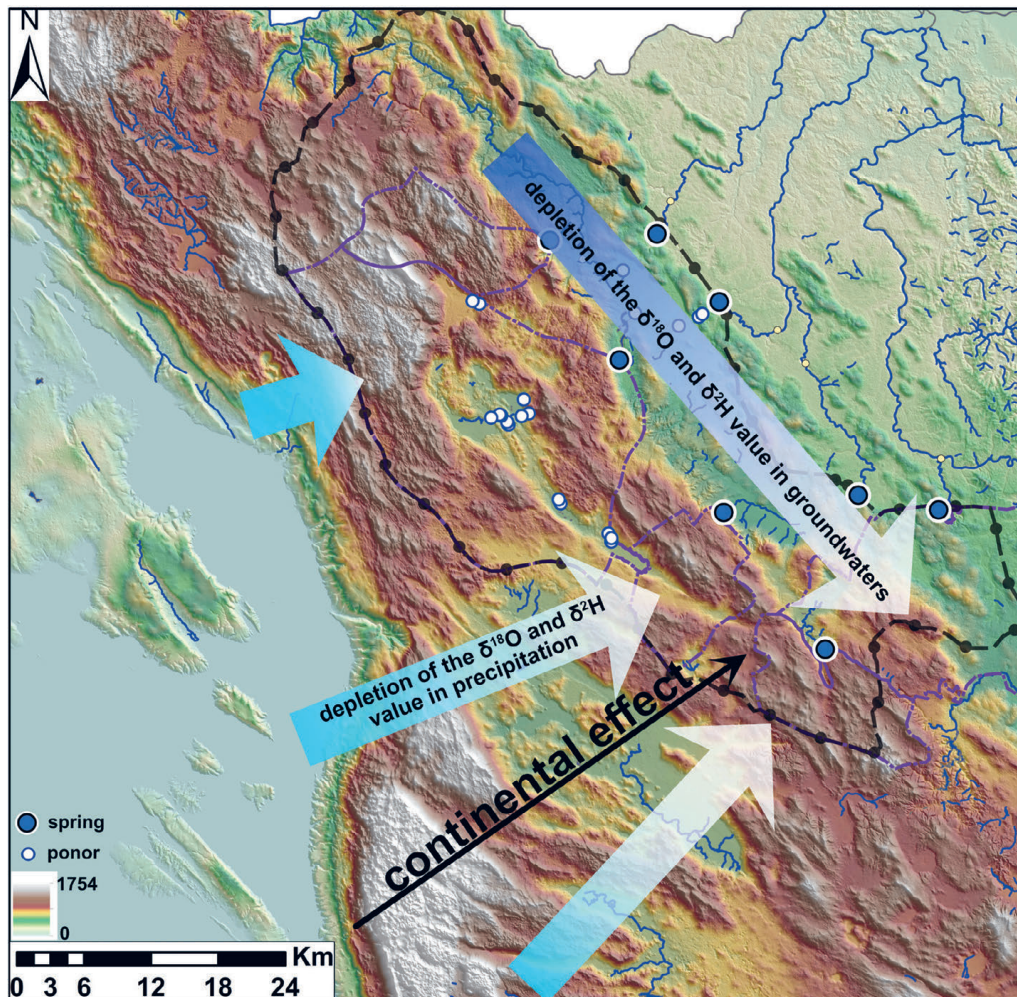 N
depletion of the δ¹⁸O and δ²H value in groundwaters
depletion of the δ¹⁸O and δ²H
value in precipitation
continental effect
spring
ponor
1754
0
Km
0 3 6 12 18 24